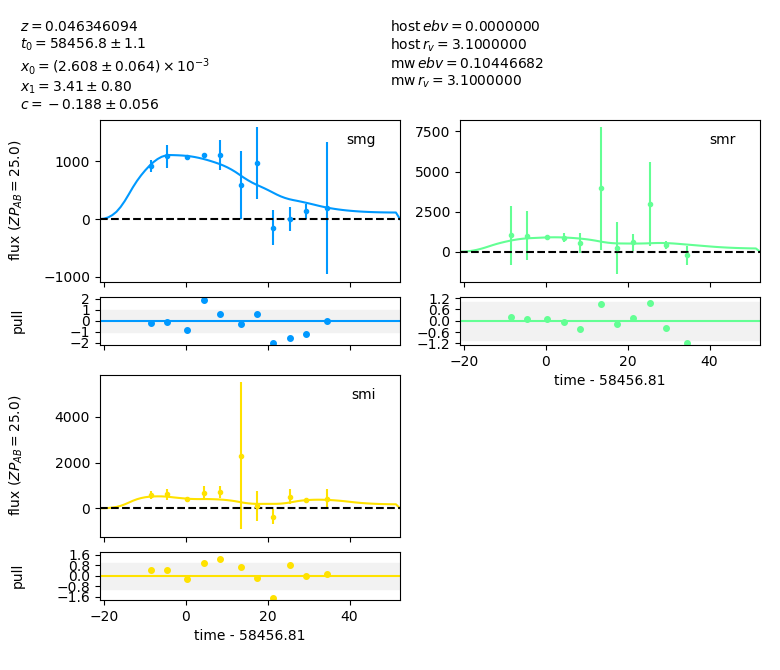 z = 0.046346094
t₀ = 58456.8 ± 1.1
x₀ = (2.608 ± 0.064) × 10⁻³
x₁ = 3.41 ± 0.80
c = −0.188 ± 0.056
host ebv = 0.0000000
host r_v = 3.1000000
mw ebv = 0.10446682
mw r_v = 3.1000000
smg
flux (ZP_AB = 25.0)
1000
0
−1000
smr
7500
5000
2500
0
pull
2
1
0
−1
−2
1.2
0.6
0.0
−0.6
−1.2
−20 0 20 40
time - 58456.81
smi
flux (ZP_AB = 25.0)
4000
2000
0
pull
1.6
0.8
0.0
−0.8
−1.6
−20 0 20 40
time - 58456.81